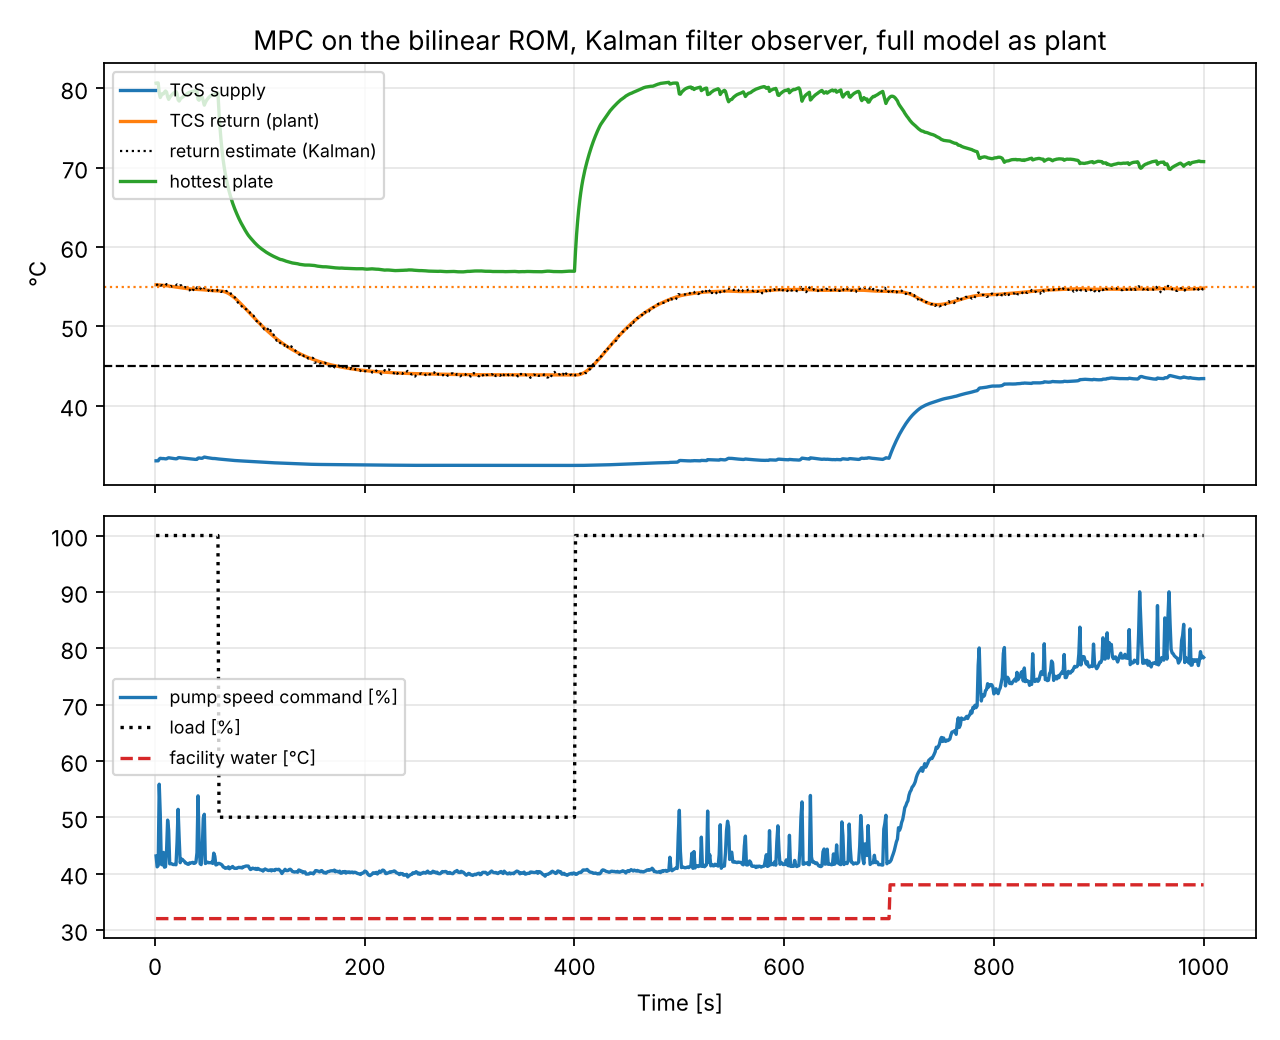 MPC on the bilinear ROM, Kalman filter observer, full model as plant
80
70
60
50
40
°C
TCS supply
TCS return (plant)
return estimate (Kalman)
hottest plate
100
90
80
70
60
50
40
30
pump speed command [%]
load [%]
facility water [°C]
0 200 400 600 800 1000
Time [s]